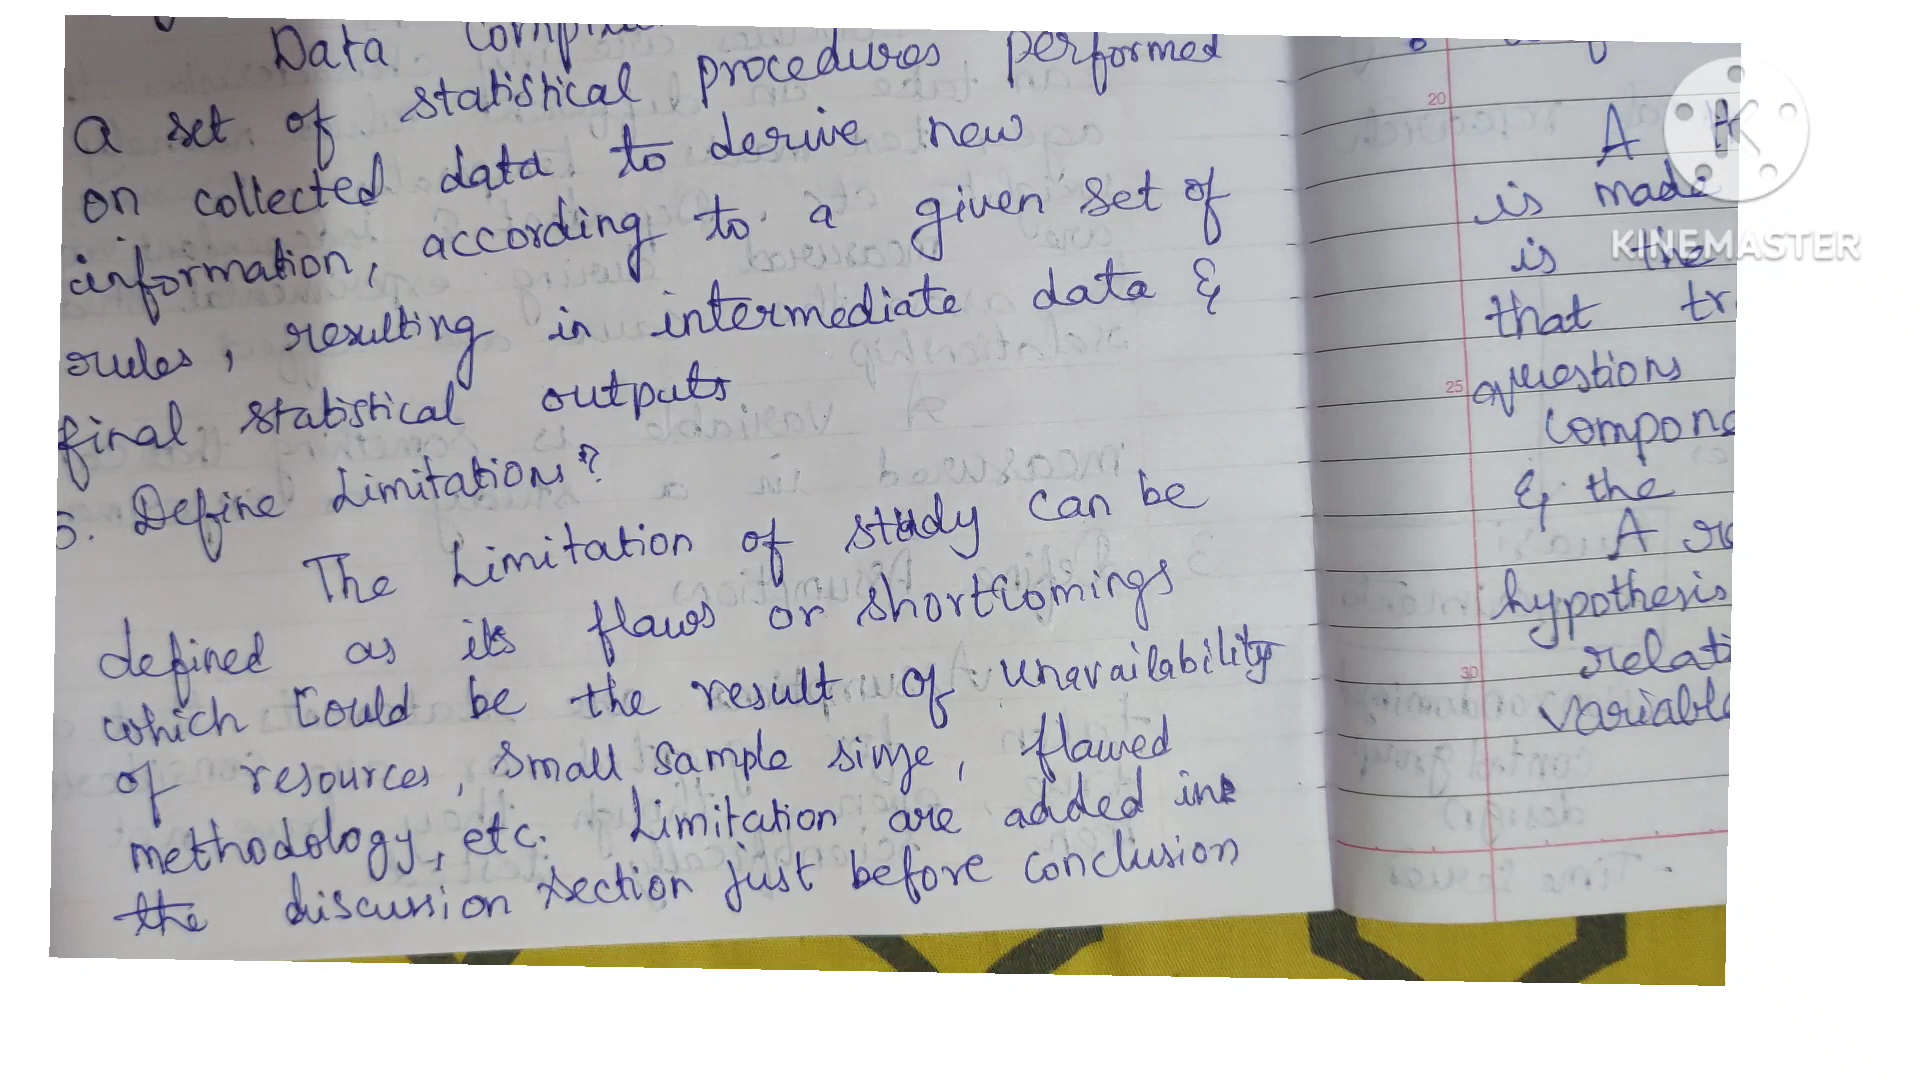 Data
a set of statistical procedures performed
on collected data to derive new
information, according to a given set of
rules, resulting in intermediate data &
final statistical outputs
5. Define Limitations?
The Limitation of study can be
defined as its flaws or shortcomings
which could be the result of unavailability
of resources, small sample sinze, flawed
methodology, etc. Limitation are added in
the discussion section just before conclusion
20
A
is made
is the
that
25
questions
& the
A
hypothesis
30
KINEMASTER